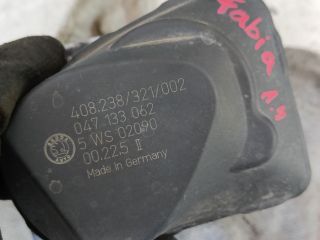 408.238/321/002
047 133 062
5 WS 02090
00.225 II
Made in Germany
Fabia
1.4